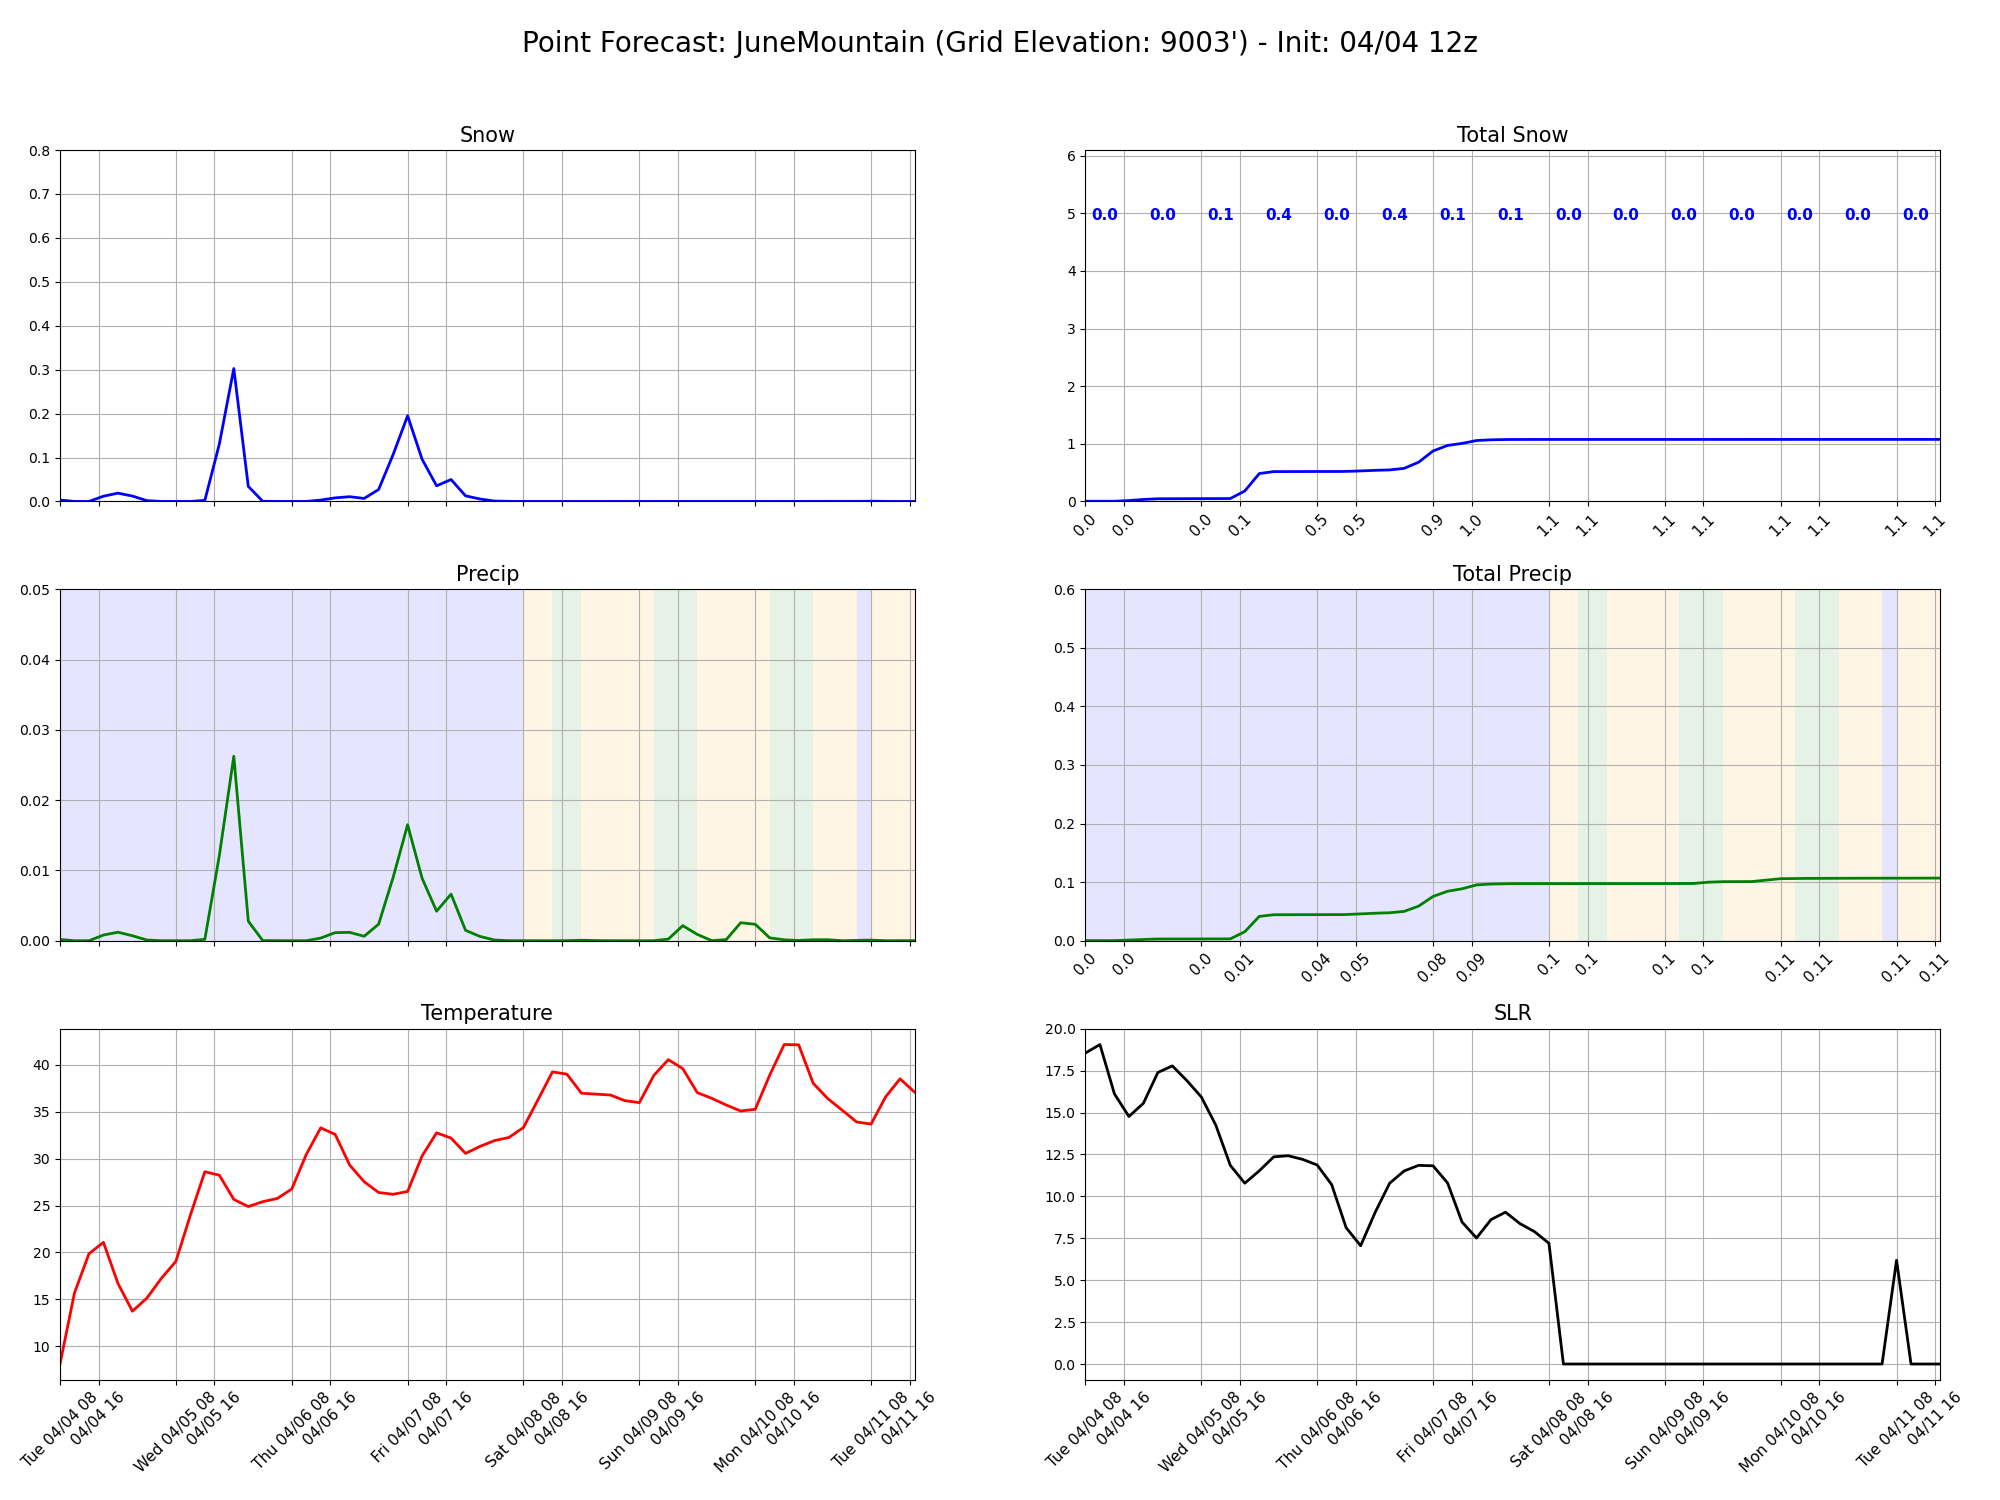 Point Forecast: JuneMountain (Grid Elevation: 9003') - Init: 04/04 12z
Snow
0.8
0.7
0.6
0.5
0.4
0.3
0.2
0.1
0.0
Total Snow
6
5
4
3
2
1
0
0.0 0.0 0.1 0.4 0.0 0.4 0.1 0.1 0.0 0.0 0.0 0.0 0.0 0.0 0.0
0.0 0.0 0.0 0.1 0.5 0.5 0.9 1.0 1.1 1.1 1.1 1.1 1.1 1.1 1.1 1.1
Precip
0.05
0.04
0.03
0.02
0.01
0.00
Total Precip
0.6
0.5
0.4
0.3
0.2
0.1
0.0
0.0 0.0 0.0 0.01 0.04 0.05 0.08 0.09 0.1 0.1 0.1 0.1 0.11 0.11 0.11 0.11
Temperature
40
35
30
25
20
15
10
Tue 04/04 08
04/04 16
Wed 04/05 08
04/05 16
Thu 04/06 08
04/06 16
Fri 04/07 08
04/07 16
Sat 04/08 08
04/08 16
Sun 04/09 08
04/09 16
Mon 04/10 08
04/10 16
Tue 04/11 08
04/11 16
SLR
20.0
17.5
15.0
12.5
10.0
7.5
5.0
2.5
0.0
Tue 04/04 08
04/04 16
Wed 04/05 08
04/05 16
Thu 04/06 08
04/06 16
Fri 04/07 08
04/07 16
Sat 04/08 08
04/08 16
Sun 04/09 08
04/09 16
Mon 04/10 08
04/10 16
Tue 04/11 08
04/11 16